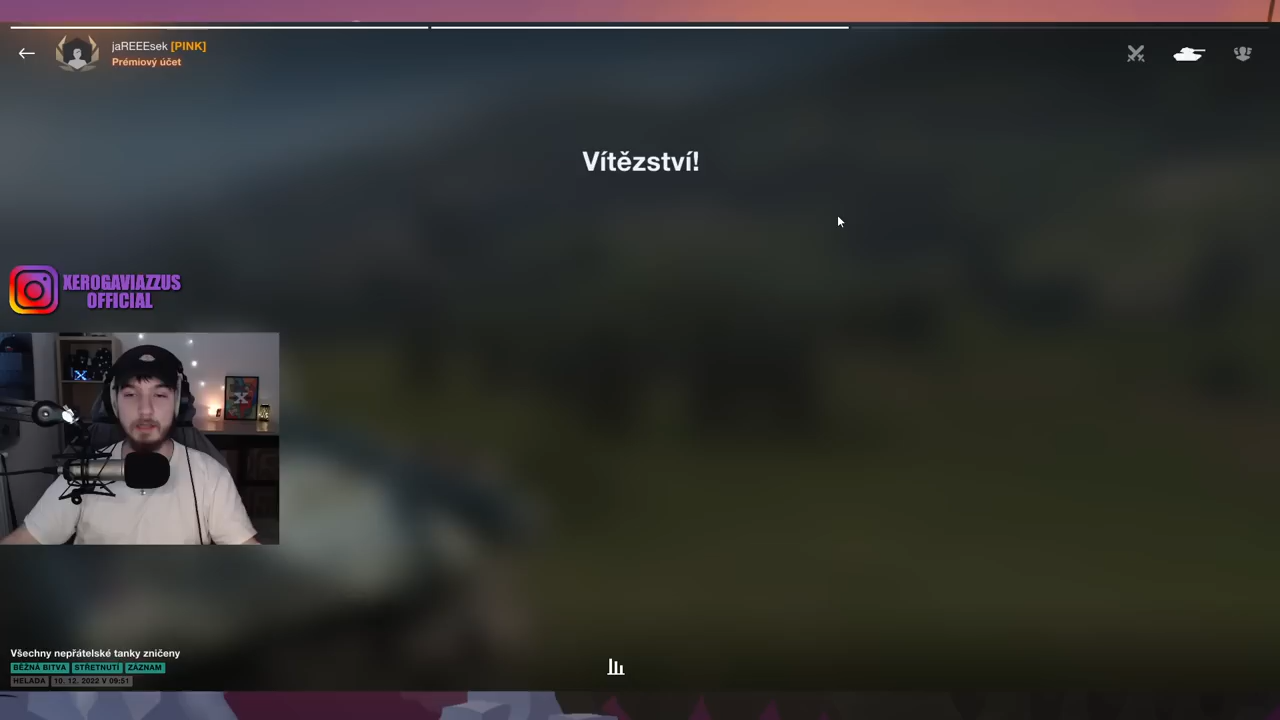 jaREEEsek [PINK]
Prémiový účet
Vítězství!
XEROGAVIAZZUS
OFFICIAL
X
X
Všechny nepřátelské tanky zničeny
BĚŽNÁ BITVA STŘETNUTÍ ZÁZNAM
HELADA 10. 12. 2022 V 09:51